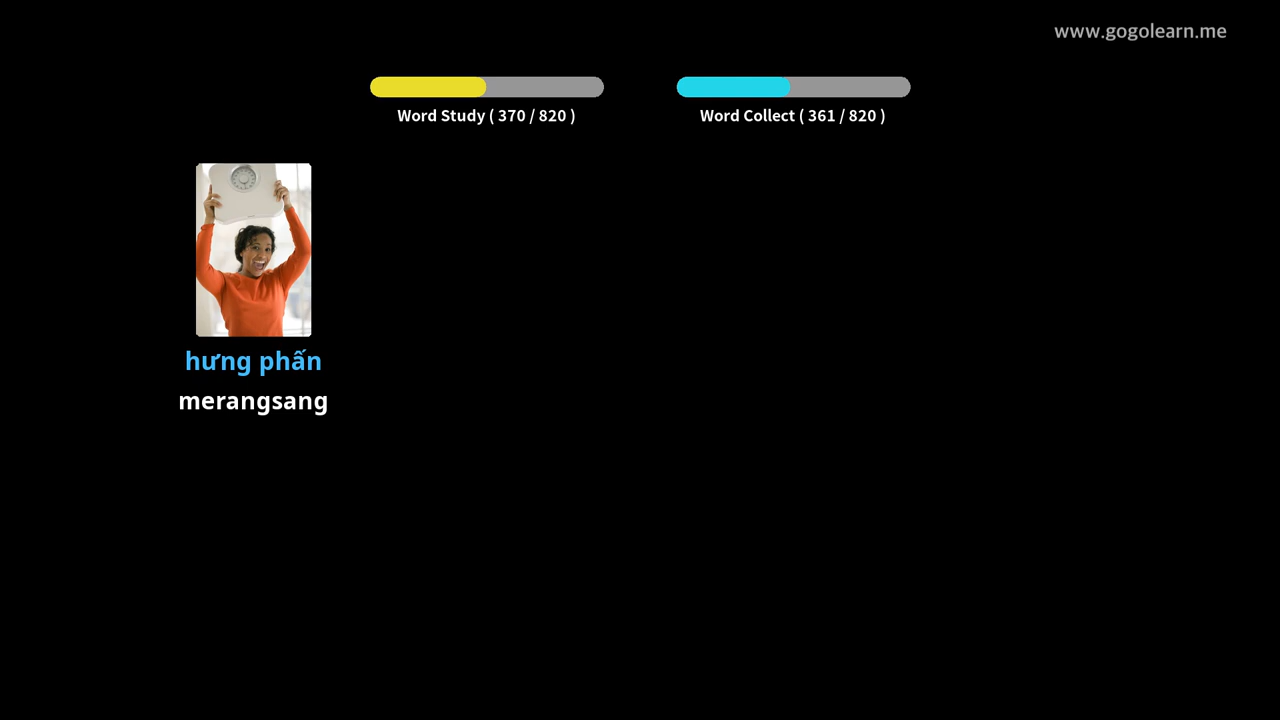 www.gogolearn.me
Word Study ( 370 / 820 )
Word Collect ( 361 / 820 )
hưng phấn
merangsang